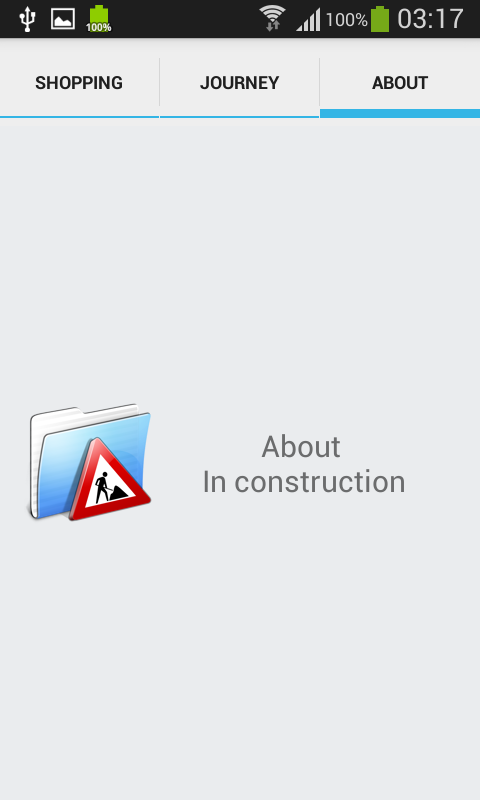 100% 100% 03:17
SHOPPING JOURNEY ABOUT
About
In construction